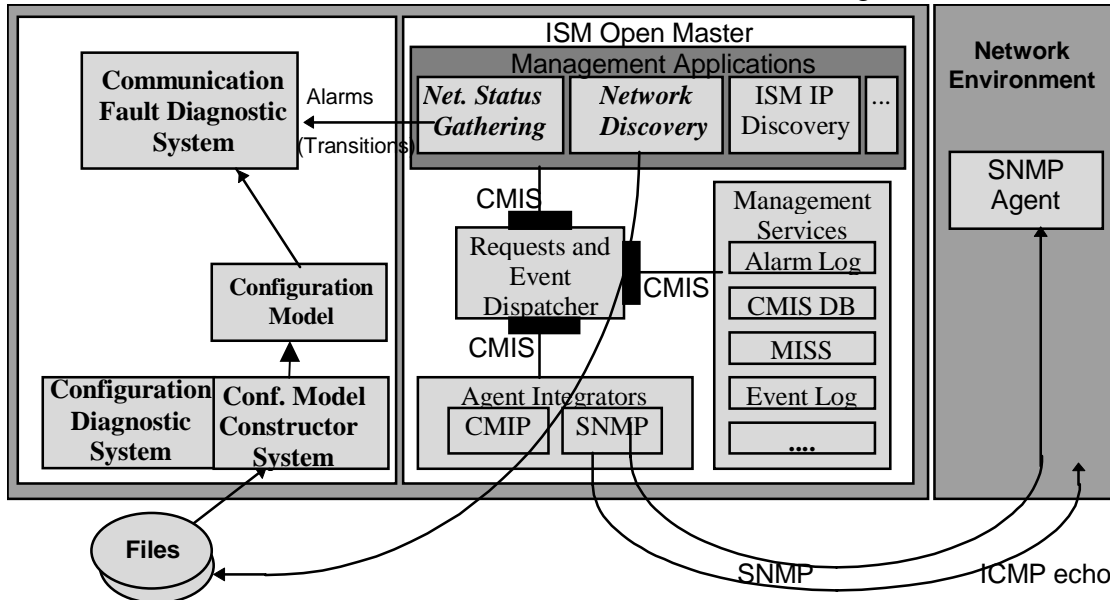 ISM Open Master
Management Applications
Communication
Fault Diagnostic
System
Alarms
(Transitions)
Net. Status
Gathering
Network
Discovery
ISM IP
Discovery
...
Network
Environment
SNMP
Agent
CMIS
Requests and
Event
Dispatcher
CMIS
CMIS
Management
Services
Alarm Log
CMIS DB
MISS
Event Log
....
Configuration
Model
Configuration
Diagnostic
System
Conf. Model
Constructor
System
Agent Integrators
CMIP
SNMP
Files
SNMP
ICMP echo